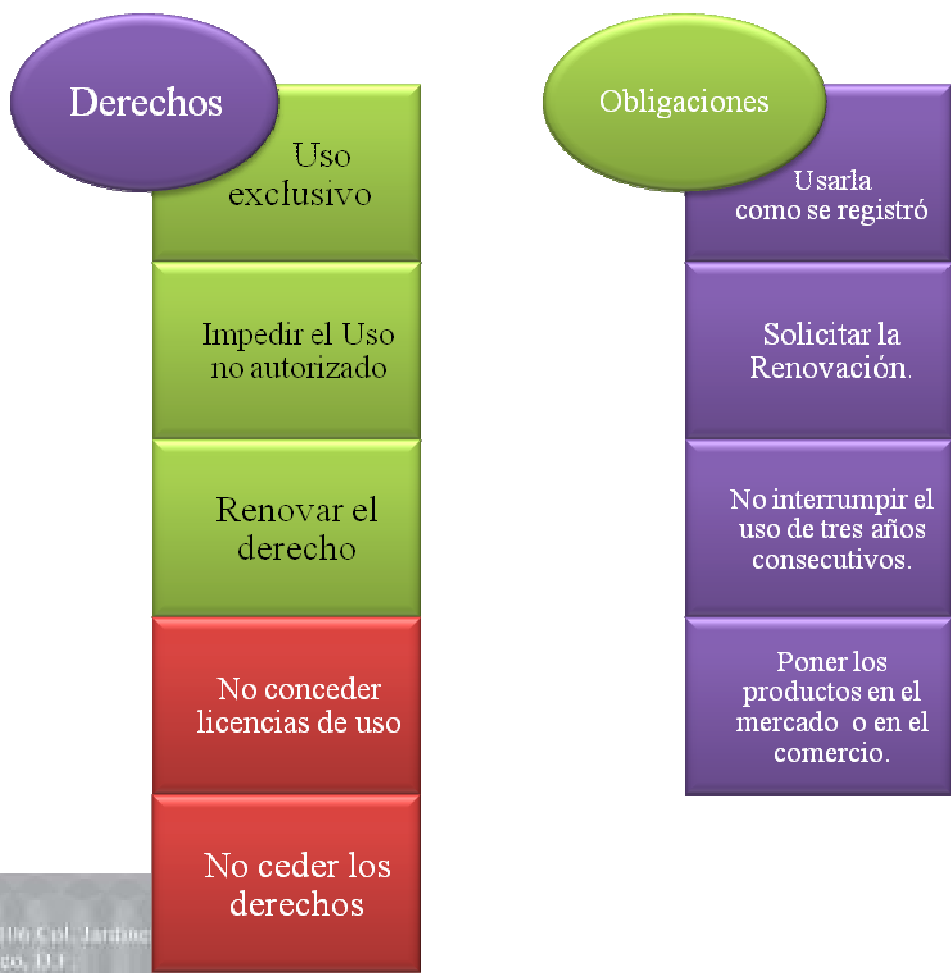 Derechos
Uso
exclusivo
Impedir el Uso
no autorizado
Renovar el
derecho
No conceder
licencias de uso
No ceder los
derechos
Obligaciones
Usarla
como se registró
Solicitar la
Renovación.
No interrumpir el
uso de tres años
consecutivos.
Poner los
productos en el
mercado o en el
comercio.
106 Col.